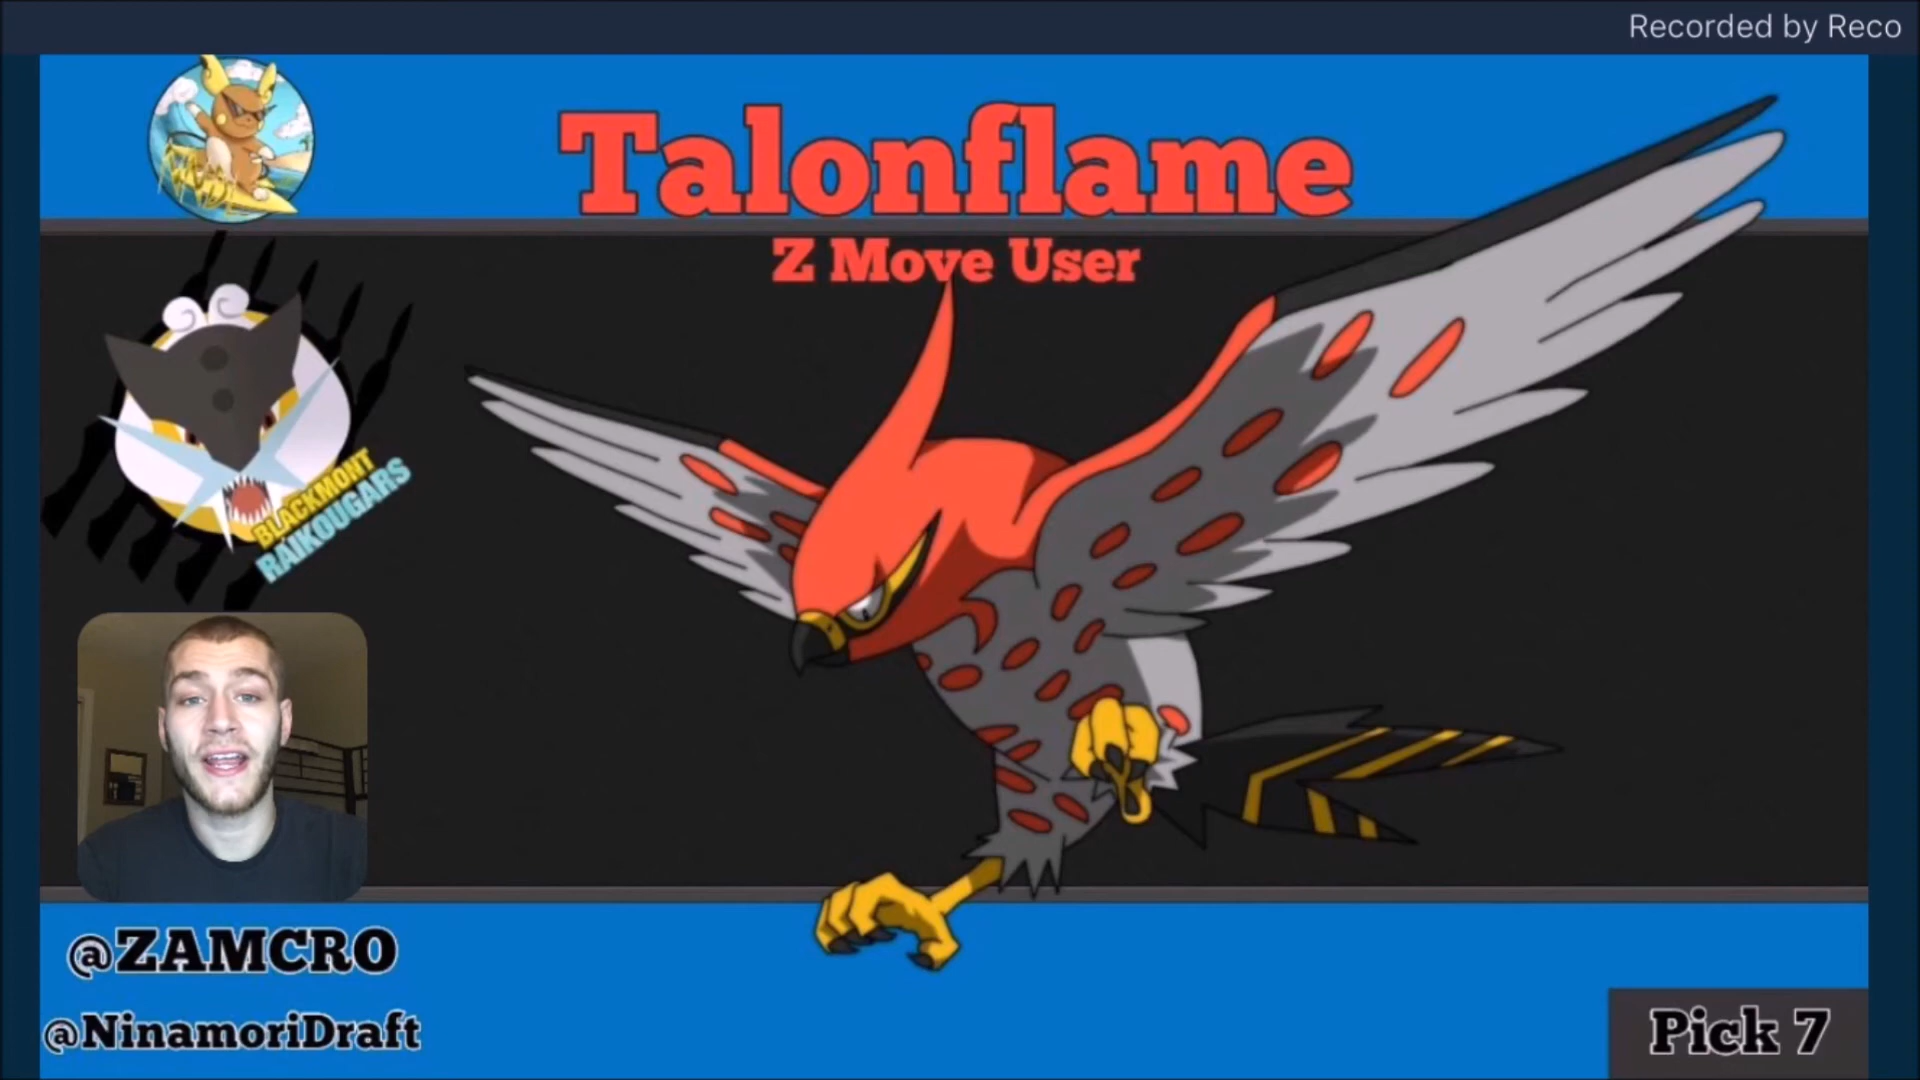 Recorded by Reco
Talonflame
Z Move User
BLACKMONT
RAIKOUGARS
@ZAMCRO
@NinamoriDraft
Pick 7